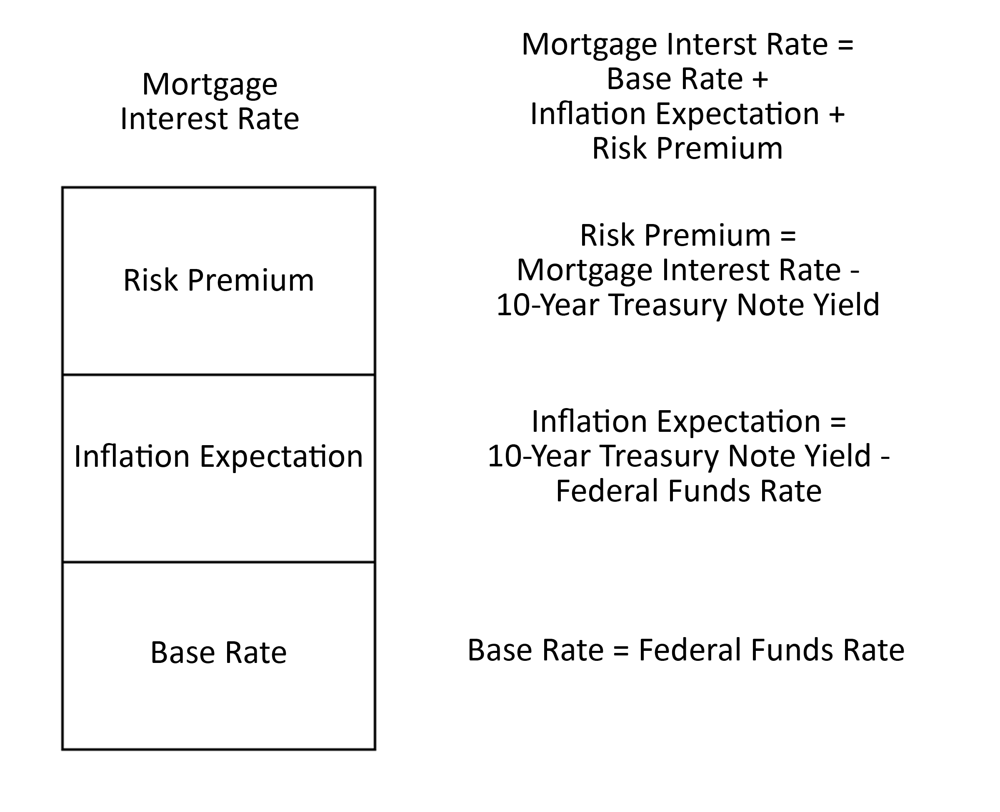 Mortgage
Interest Rate
Mortgage Interst Rate =
Base Rate +
Inflation Expectation +
Risk Premium
Risk Premium
Risk Premium =
Mortgage Interest Rate -
10-Year Treasury Note Yield
Inflation Expectation
Inflation Expectation =
10-Year Treasury Note Yield -
Federal Funds Rate
Base Rate
Base Rate = Federal Funds Rate